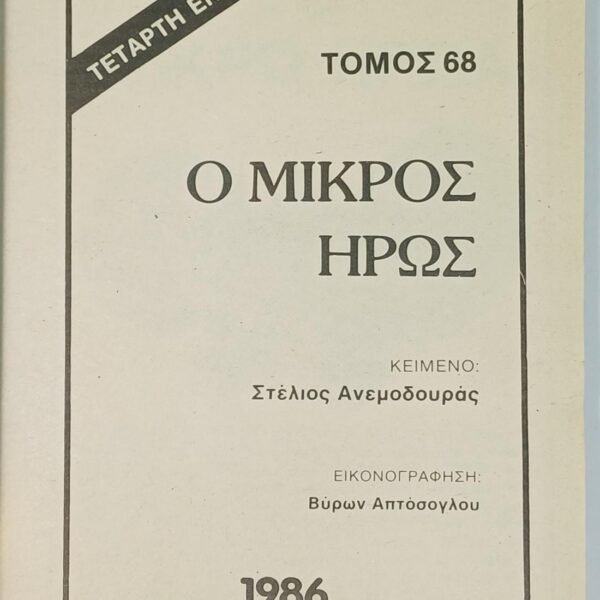 ΤΕΤΑΡΤΗ
ΤΟΜΟΣ 68
Ο ΜΙΚΡΟΣ
ΗΡΩΣ
ΚΕΙΜΕΝΟ:
Στέλιος Ανεμοδουράς
ΕΙΚΟΝΟΓΡΑΦΗΣΗ:
Βύρων Απτόσογλου
1986